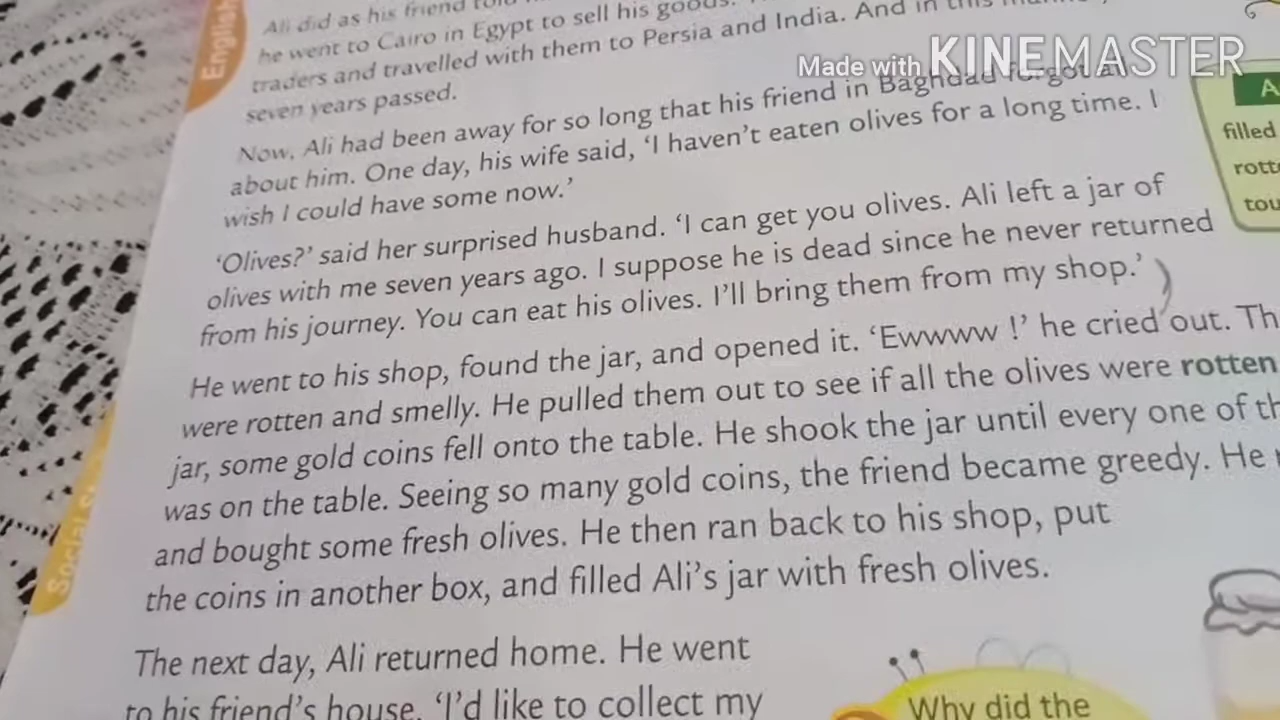 English
Ali did as his friend told
he went to Cairo in Egypt to sell his goods.
traders and travelled with them to Persia and India. And in this
seven years passed.
Made with KINEMASTER
Now, Ali had been away for so long that his friend in Baghdad forgot all
about him. One day, his wife said, ‘I haven’t eaten olives for a long time. I
wish I could have some now.’
‘Olives?’ said her surprised husband. ‘I can get you olives. Ali left a jar of
olives with me seven years ago. I suppose he is dead since he never returned
from his journey. You can eat his olives. I’ll bring them from my shop.’
He went to his shop, found the jar, and opened it. ‘Ewwww !’ he cried out. Th
were rotten and smelly. He pulled them out to see if all the olives were rotten
jar, some gold coins fell onto the table. He shook the jar until every one of th
was on the table. Seeing so many gold coins, the friend became greedy. He
and bought some fresh olives. He then ran back to his shop, put
the coins in another box, and filled Ali’s jar with fresh olives.
The next day, Ali returned home. He went
to his friend’s house. ‘I’d like to collect my
A
filled
rotte
tou
Social
Why did the